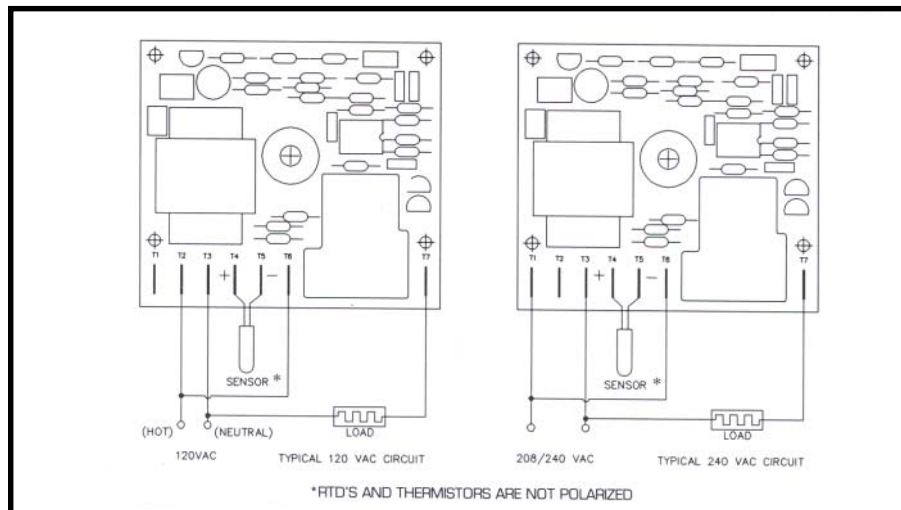 T1 T2 T3 T4 T5 T6 T7
+ −
SENSOR *
(HOT) (NEUTRAL)
LOAD
120VAC
TYPICAL 120 VAC CIRCUIT
T1 T2 T3 T4 T5 T6 T7
+ −
SENSOR *
LOAD
208/240 VAC
TYPICAL 240 VAC CIRCUIT
*RTD'S AND THERMISTORS ARE NOT POLARIZED